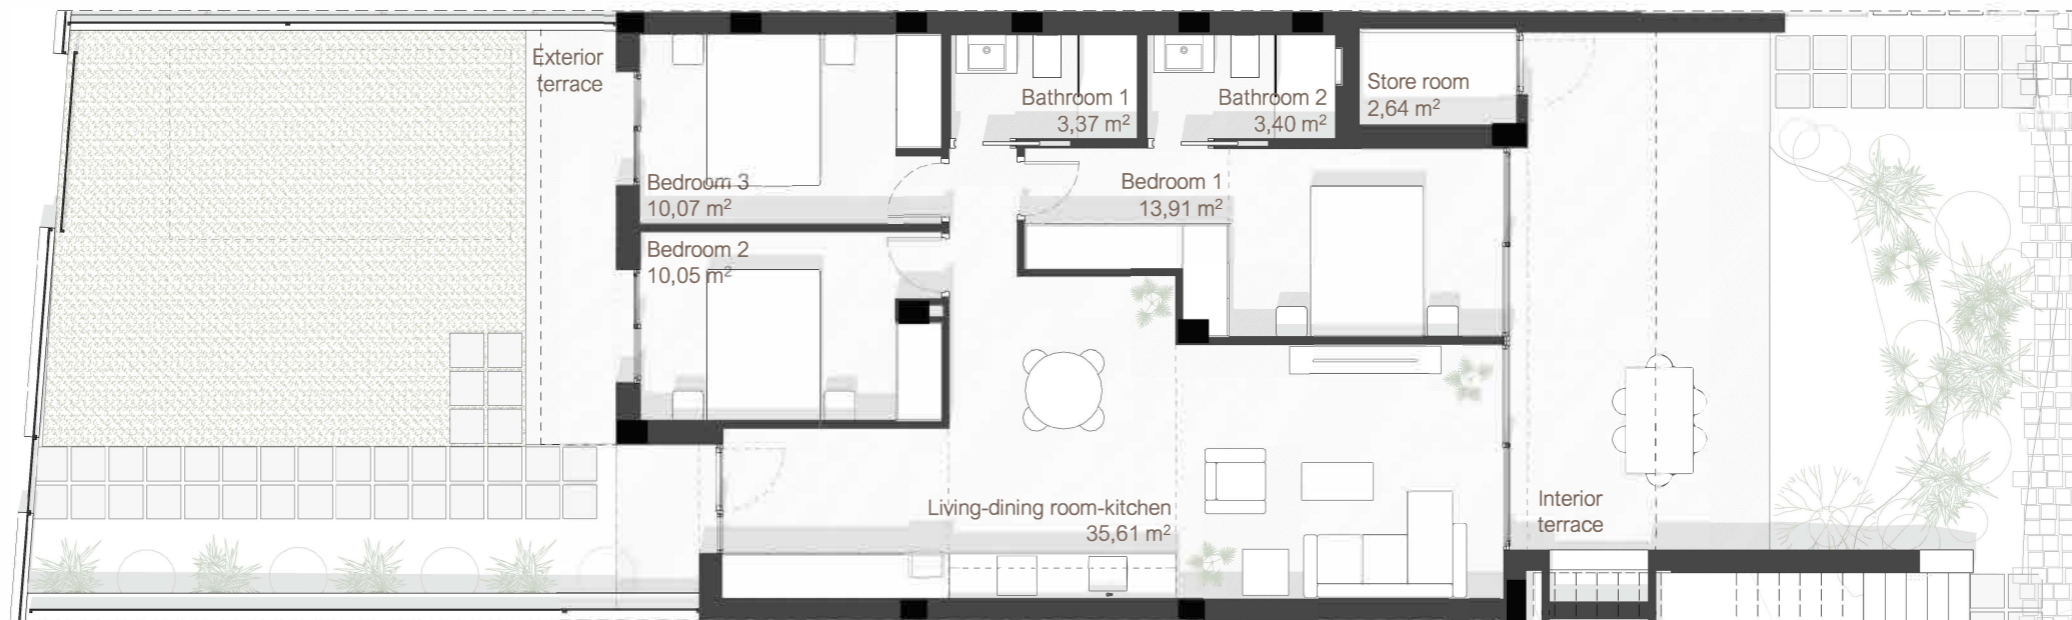 Exterior
terrace
Bathroom 1
3,37 m²
Bathroom 2
3,40 m²
Store room
2,64 m²
Bedroom 3
10,07 m²
Bedroom 1
13,91 m²
Bedroom 2
10,05 m²
Living-dining room-kitchen
35,61 m²
Interior
terrace